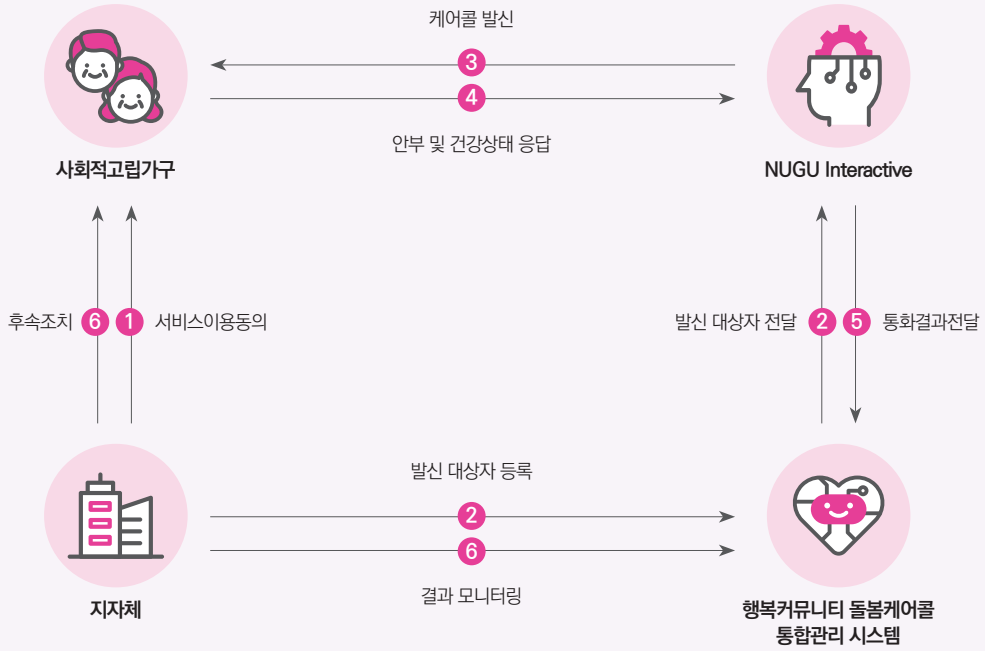 케어콜 발신
3
4
안부 및 건강상태 응답
사회적고립가구
NUGU Interactive
후속조치 6 1 서비스이용동의
발신 대상자 전달 2 5 통화결과전달
발신 대상자 등록
2
6
결과 모니터링
지자체
행복커뮤니티 돌봄케어콜
통합관리 시스템